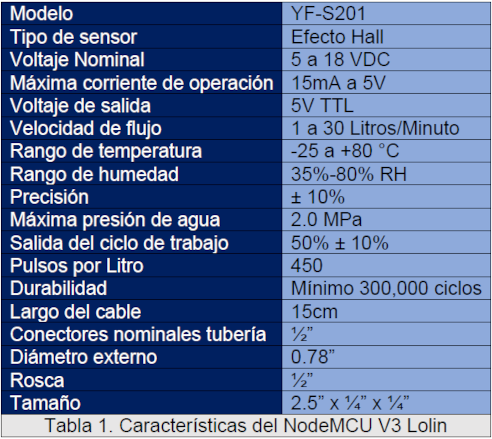 Modelo YF-S201
Tipo de sensor Efecto Hall
Voltaje Nominal 5 a 18 VDC
Máxima corriente de operación 15mA a 5V
Voltaje de salida 5V TTL
Velocidad de flujo 1 a 30 Litros/Minuto
Rango de temperatura -25 a +80 °C
Rango de humedad 35%-80% RH
Precisión ± 10%
Máxima presión de agua 2.0 MPa
Salida del ciclo de trabajo 50% ± 10%
Pulsos por Litro 450
Durabilidad Mínimo 300,000 ciclos
Largo del cable 15cm
Conectores nominales tubería ½”
Diámetro externo 0.78”
Rosca ½”
Tamaño 2.5” x ¼” x ¼”
Tabla 1. Características del NodeMCU V3 Lolin